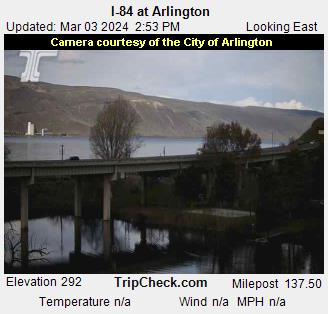 I-84 at Arlington
Updated: Mar 03 2024 2:53 PM Looking East
Camera courtesy of the City of Arlington
Elevation 292 TripCheck.com Milepost 137.50
Temperature n/a Wind n/a MPH n/a